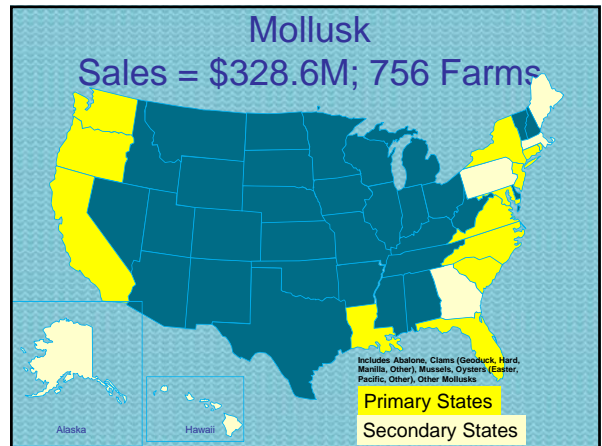 Mollusk
Sales = $328.6M; 756 Farms
Includes Abalone, Clams (Geoduck, Hard,
Manilla, Other), Mussels, Oysters (Easter,
Pacific, Other), Other Mollusks
Primary States
Secondary States
Alaska
Hawaii